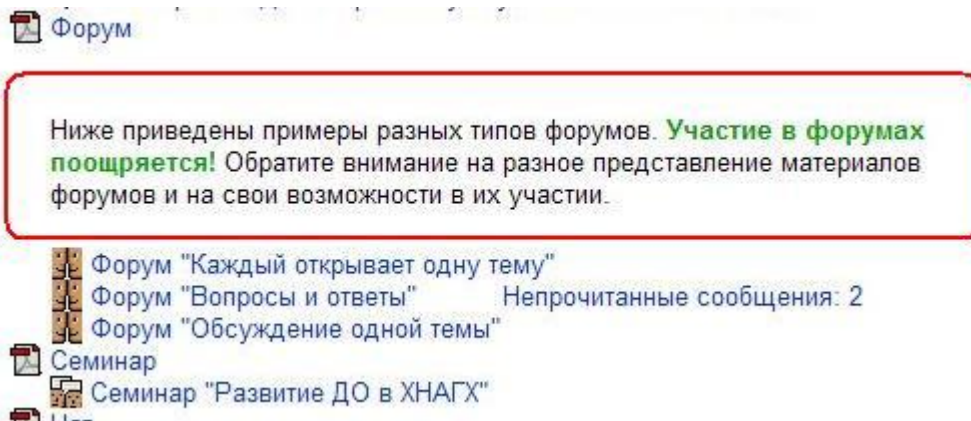 Форум
Ниже приведены примеры разных типов форумов. Участие в форумах
поощряется! Обратите внимание на разное представление материалов
форумов и на свои возможности в их участии.
Форум "Каждый открывает одну тему"
Форум "Вопросы и ответы" Непрочитанные сообщения: 2
Форум "Обсуждение одной темы"
Семинар
Семинар "Развитие ДО в ХНАГХ"